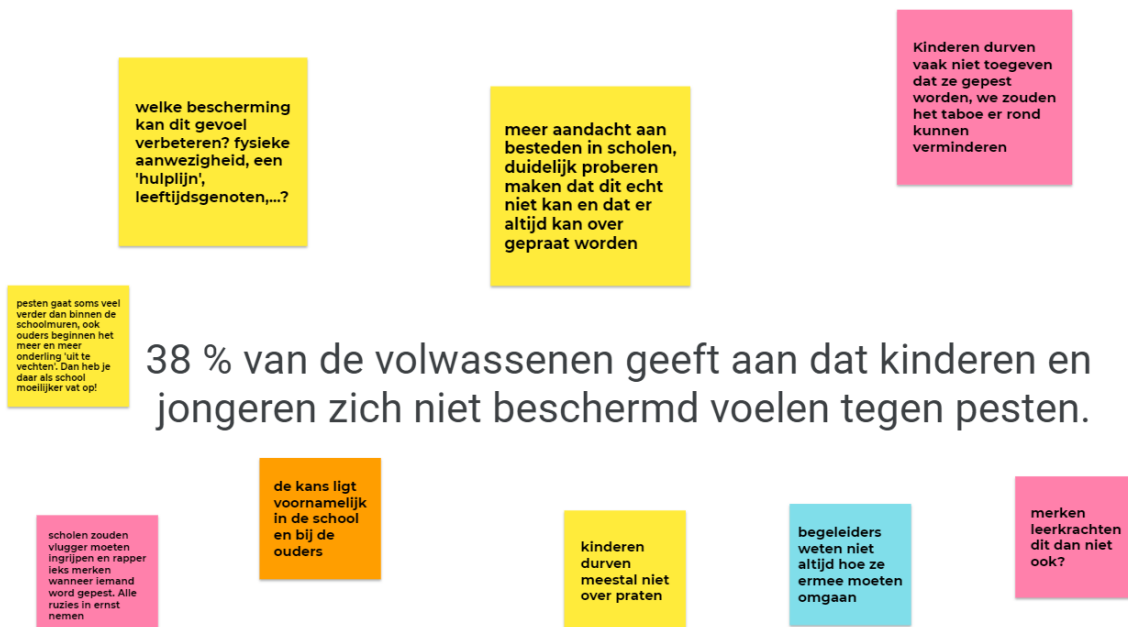 Kinderen durven
vaak niet toegeven
dat ze gepest
worden, we zouden
het taboe er rond
kunnen
verminderen
welke bescherming
kan dit gevoel
verbeteren? fysieke
aanwezigheid, een
'hulplijn',
leeftijdsgenoten,...?
meer aandacht aan
besteden in scholen,
duidelijk proberen
maken dat dit echt
niet kan en dat er
altijd kan over
gepraat worden
pesten gaat soms veel
verder dan binnen de
schoolmuren, ook
ouders beginnen het
meer en meer
onderling 'uit te
vechten'. Dan heb je
daar als school
moeilijker vat op!
38 % van de volwassenen geeft aan dat kinderen en
jongeren zich niet beschermd voelen tegen pesten.
de kans ligt
voornamelijk
in de school
en bij de
ouders
scholen zouden
vlugger moeten
ingrijpen en rapper
ieks merken
wanneer iemand
word gepest. Alle
ruzies in ernst
nemen
kinderen
durven
meestal niet
over praten
begeleiders
weten niet
altijd hoe ze
ermee moeten
omgaan
merken
leerkrachten
dit dan niet
ook?